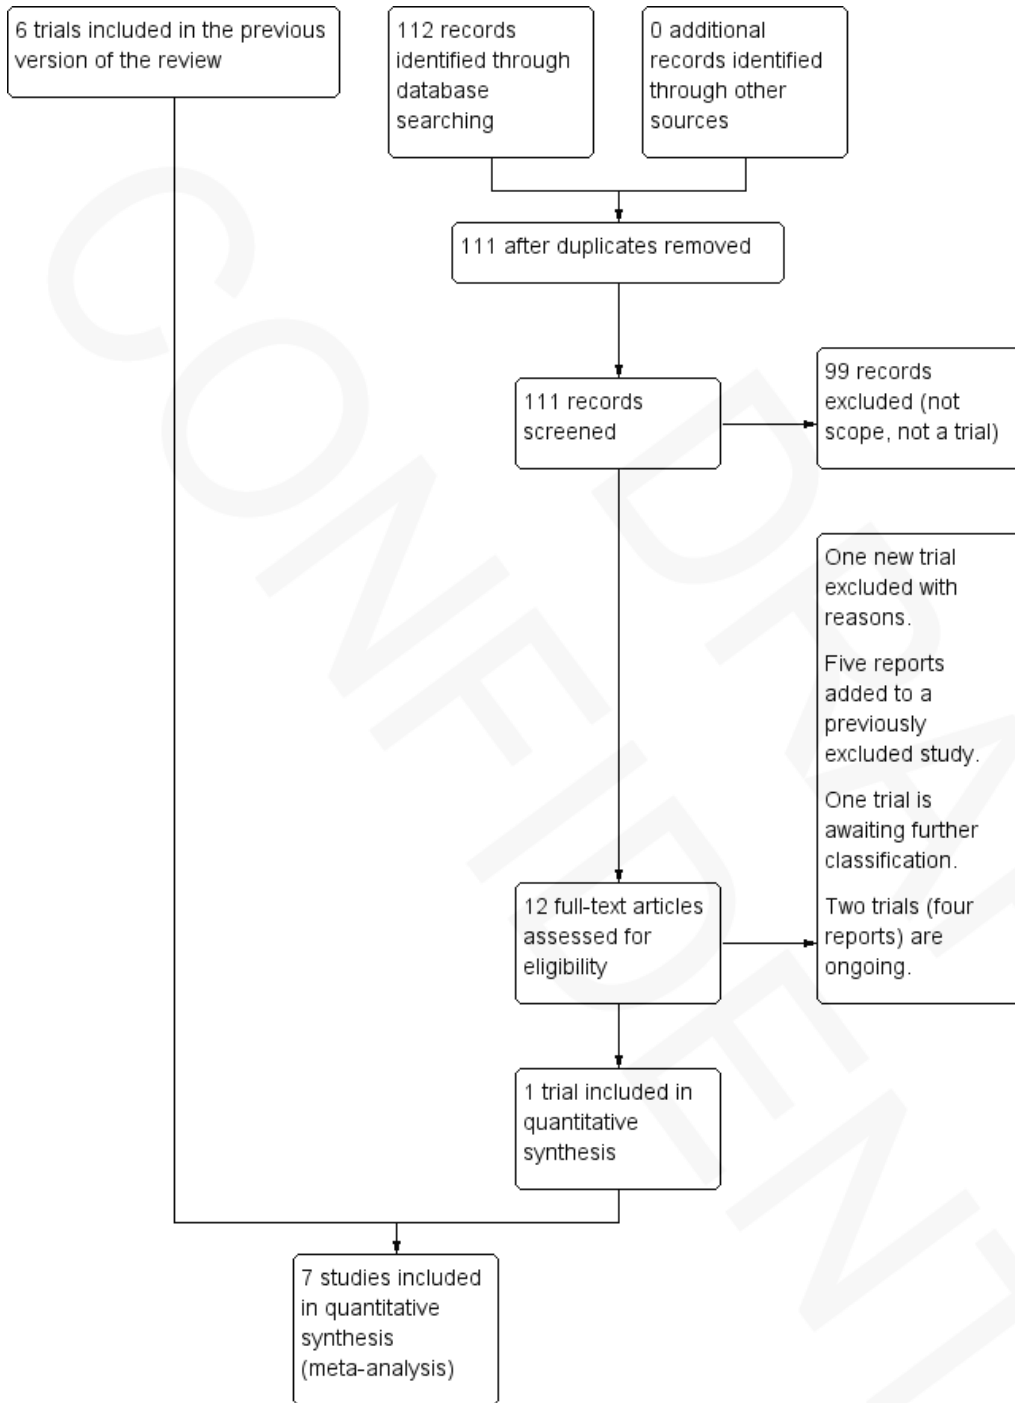 6 trials included in the previous
version of the review
112 records
identified through
database
searching
0 additional
records identified
through other
sources
111 after duplicates removed
111 records
screened
99 records
excluded (not
scope, not a trial)
One new trial
excluded with
reasons.
Five reports
added to a
previously
excluded study.
One trial is
awaiting further
classification.
Two trials (four
reports) are
ongoing.
12 full-text articles
assessed for
eligibility
1 trial included in
quantitative
synthesis
7 studies included
in quantitative
synthesis
(meta-analysis)
CONFIDENT
DRA